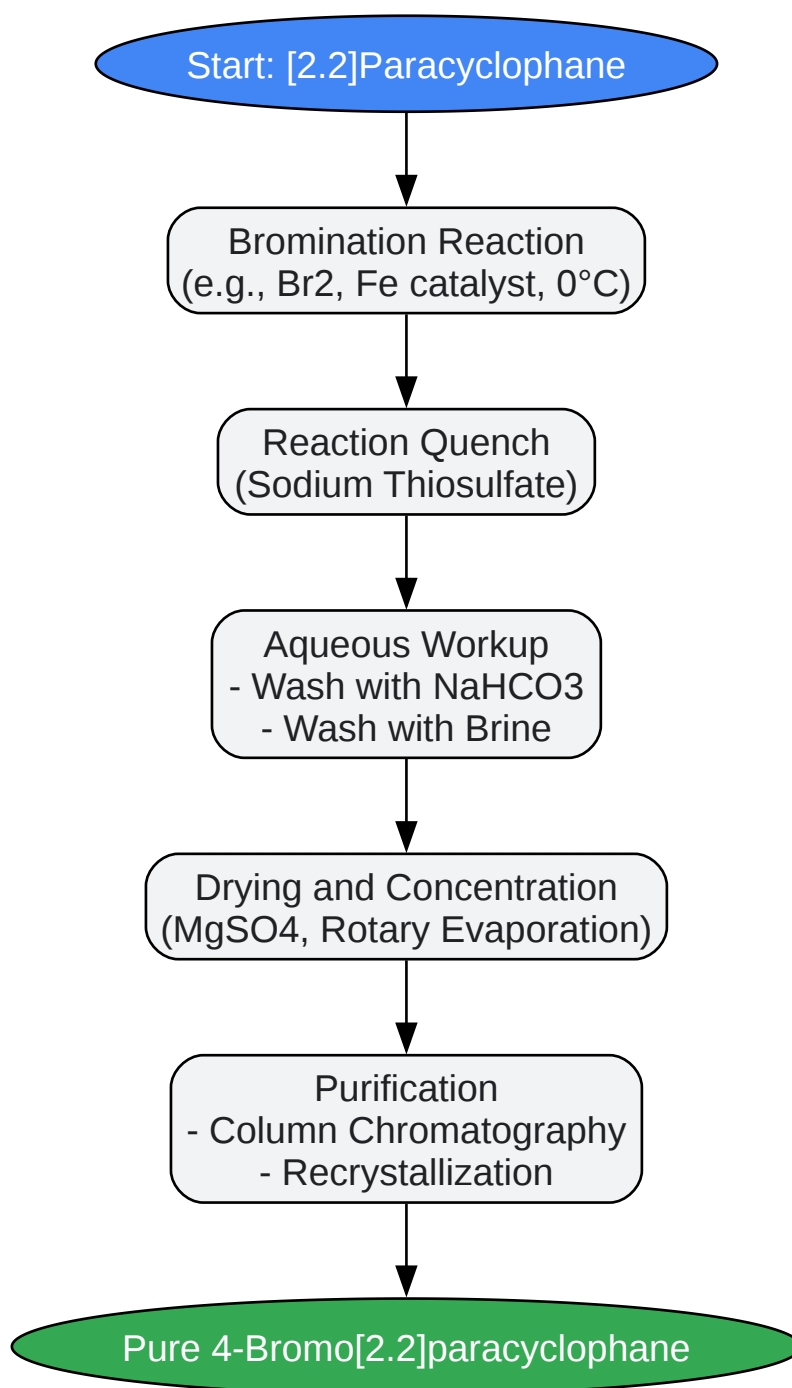 Start: [2.2]Paracyclophane
Bromination Reaction
(e.g., Br2, Fe catalyst, 0°C)
Reaction Quench
(Sodium Thiosulfate)
Aqueous Workup
- Wash with NaHCO3
- Wash with Brine
Drying and Concentration
(MgSO4, Rotary Evaporation)
Purification
- Column Chromatography
- Recrystallization
Pure 4-Bromo[2.2]paracyclophane